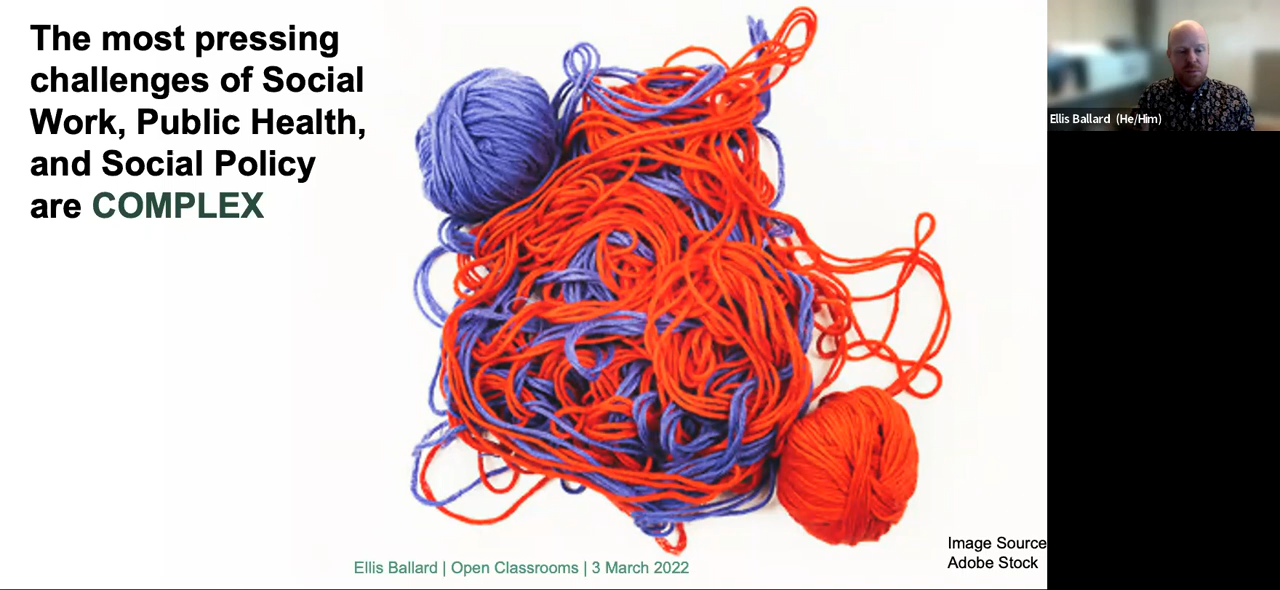 The most pressing
challenges of Social
Work, Public Health,
and Social Policy
are COMPLEX
Ellis Ballard (He/Him)
Image Source
Adobe Stock
Ellis Ballard | Open Classrooms | 3 March 2022